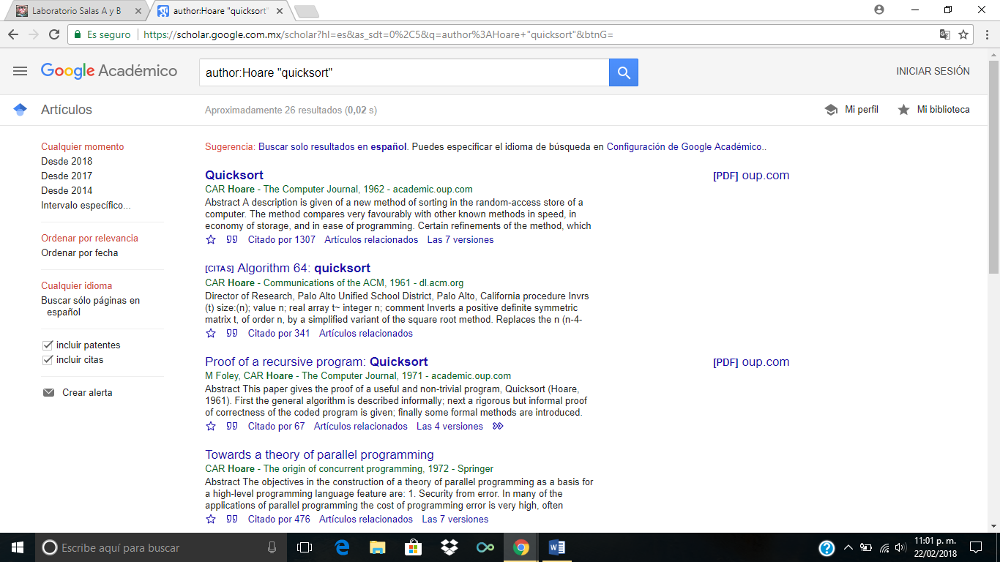 Laboratorio Salas A y B
author:Hoare "quicksort"
Es seguro
https://scholar.google.com.mx/scholar?hl=es&as_sdt=0%2C5&q=author%3AHoare+"quicksort"&btnG=
Google Académico
author:Hoare "quicksort"
INICIAR SESIÓN
Artículos
Aproximadamente 26 resultados (0,02 s)
Mi perfil
Mi biblioteca
Cualquier momento
Desde 2018
Desde 2017
Desde 2014
Intervalo específico...
Ordenar por relevancia
Ordenar por fecha
Cualquier idioma
Buscar sólo páginas en
español
incluir patentes
incluir citas
Crear alerta
Sugerencia: Buscar solo resultados en español. Puedes especificar el idioma de búsqueda en Configuración de Google Académico..
Quicksort
[PDF] oup.com
CAR Hoare - The Computer Journal, 1962 - academic.oup.com
Abstract A description is given of a new method of sorting in the random-access store of a
computer. The method compares very favourably with other known methods in speed, in
economy of storage, and in ease of programming. Certain refinements of the method, which
Citado por 1307 Artículos relacionados Las 7 versiones
[CITAS] Algorithm 64: quicksort
CAR Hoare - Communications of the ACM, 1961 - dl.acm.org
Director of Research, Palo Alto Unified School District, Palo Alto, California procedure Invrs
(t) size:(n); value n; real array t~ integer n; comment Inverts a positive definite symmetric
matrix t, of order n, by a simplified variant of the square root method. Replaces the n (n-4-
Citado por 341 Artículos relacionados
Proof of a recursive program: Quicksort
[PDF] oup.com
M Foley, CAR Hoare - The Computer Journal, 1971 - academic.oup.com
Abstract This paper gives the proof of a useful and non-trivial program, Quicksort (Hoare,
1961). First the general algorithm is described informally; next a rigorous but informal proof
of correctness of the coded program is given; finally some formal methods are introduced.
Citado por 67 Artículos relacionados Las 4 versiones
Towards a theory of parallel programming
CAR Hoare - The origin of concurrent programming, 1972 - Springer
Abstract The objectives in the construction of a theory of parallel programming as a basis for
a high-level programming language feature are: 1. Security from error. In many of the
applications of parallel programming the cost of programming error is very high, often
Citado por 476 Artículos relacionados Las 7 versiones
Escribe aquí para buscar
11:01 p. m.
22/02/2018